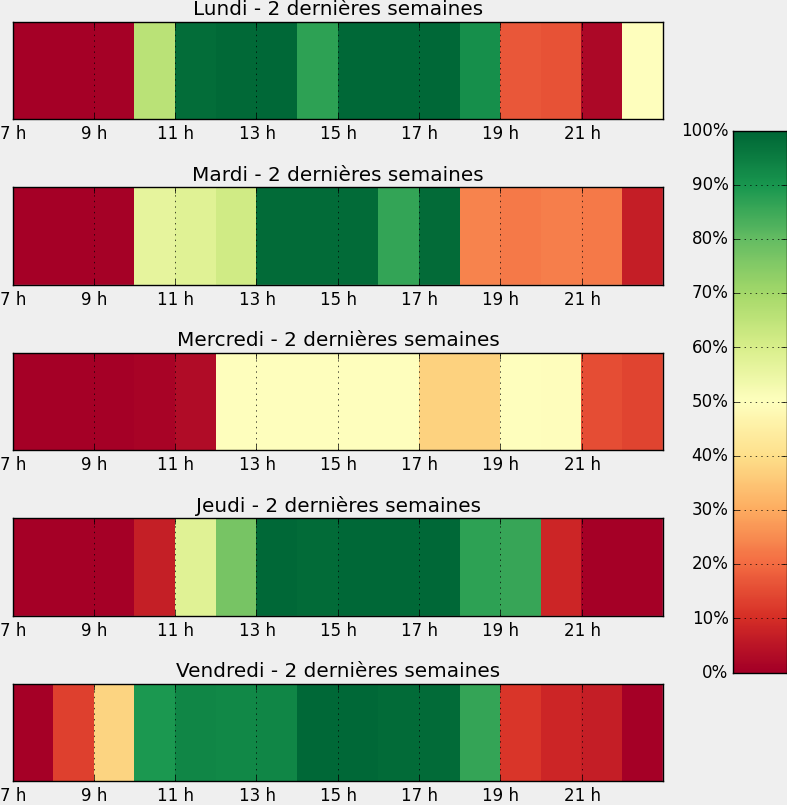 Lundi - 2 dernières semaines
7 h 9 h 11 h 13 h 15 h 17 h 19 h 21 h
Mardi - 2 dernières semaines
7 h 9 h 11 h 13 h 15 h 17 h 19 h 21 h
Mercredi - 2 dernières semaines
7 h 9 h 11 h 13 h 15 h 17 h 19 h 21 h
Jeudi - 2 dernières semaines
7 h 9 h 11 h 13 h 15 h 17 h 19 h 21 h
Vendredi - 2 dernières semaines
7 h 9 h 11 h 13 h 15 h 17 h 19 h 21 h
100%
90%
80%
70%
60%
50%
40%
30%
20%
10%
0%